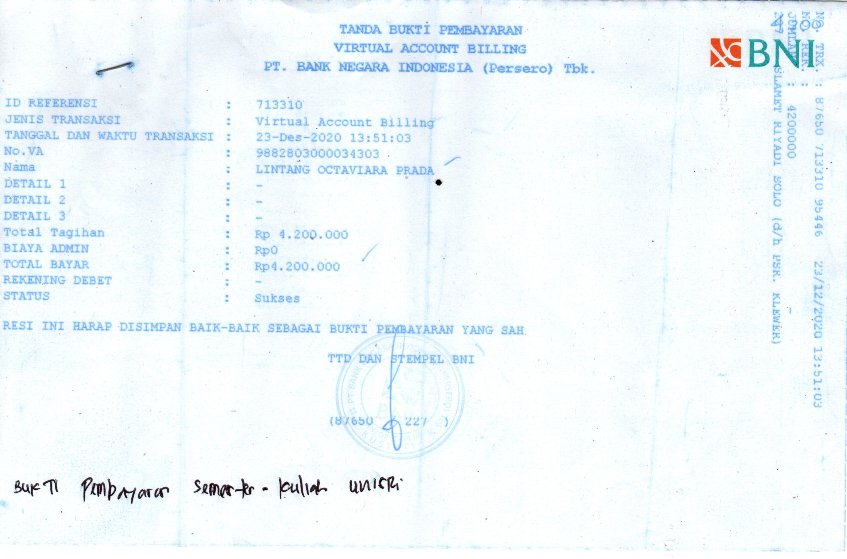 TANDA BUKTI PEMBAYARAN
VIRTUAL ACCOUNT BILLING
PT. BANK NEGARA INDONESIA (Persero) Tbk.
BNI
ID REFERENSI : 713310
JENIS TRANSAKSI : Virtual Account Billing
TANGGAL DAN WAKTU TRANSAKSI : 23-Des-2020 13:51:03
No.VA : 9882803000034303
Nama : LINTANG OCTAVIARA PRADA
DETAIL 1 : -
DETAIL 2 : -
DETAIL 3 : -
Total Tagihan : Rp 4.200.000
BIAYA ADMIN : Rp0
TOTAL BAYAR : Rp4.200.000
REKENING DEBET : -
STATUS : Sukses
RESI INI HARAP DISIMPAN BAIK-BAIK SEBAGAI BUKTI PEMBAYARAN YANG SAH
TTD DAN STEMPEL BNI
(87650 / 227 )
Bukti Pembayaran Semester - Kuliah UNISRI
NO. TRX. : 87650 713310 95446 23/12/2020 13:51:03
NO. REK. :
JUMLAH : 4200000
SLAMET RIYADI SOLO (d/h PSR. KLEWER)